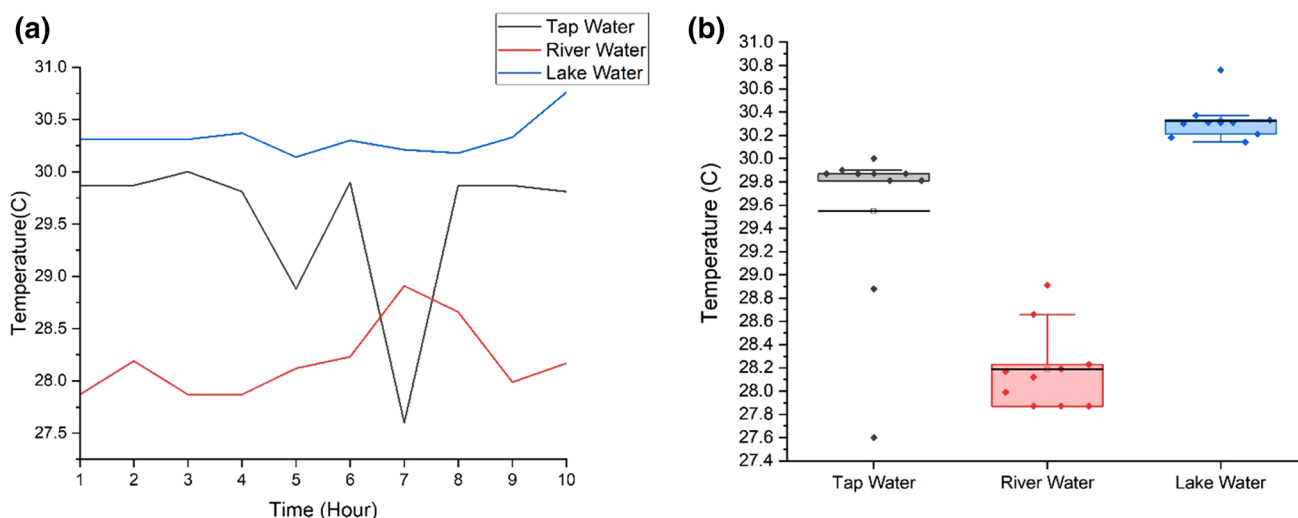 (a)
Tap Water
River Water
Lake Water
31.0
30.5
30.0
29.5
29.0
28.5
28.0
27.5
Temperature(C)
1 2 3 4 5 6 7 8 9 10
Time (Hour)
(b)
31.0
30.8
30.6
30.4
30.2
30.0
29.8
29.6
29.4
29.2
29.0
28.8
28.6
28.4
28.2
28.0
27.8
27.6
27.4
Temperature (C)
Tap Water River Water Lake Water